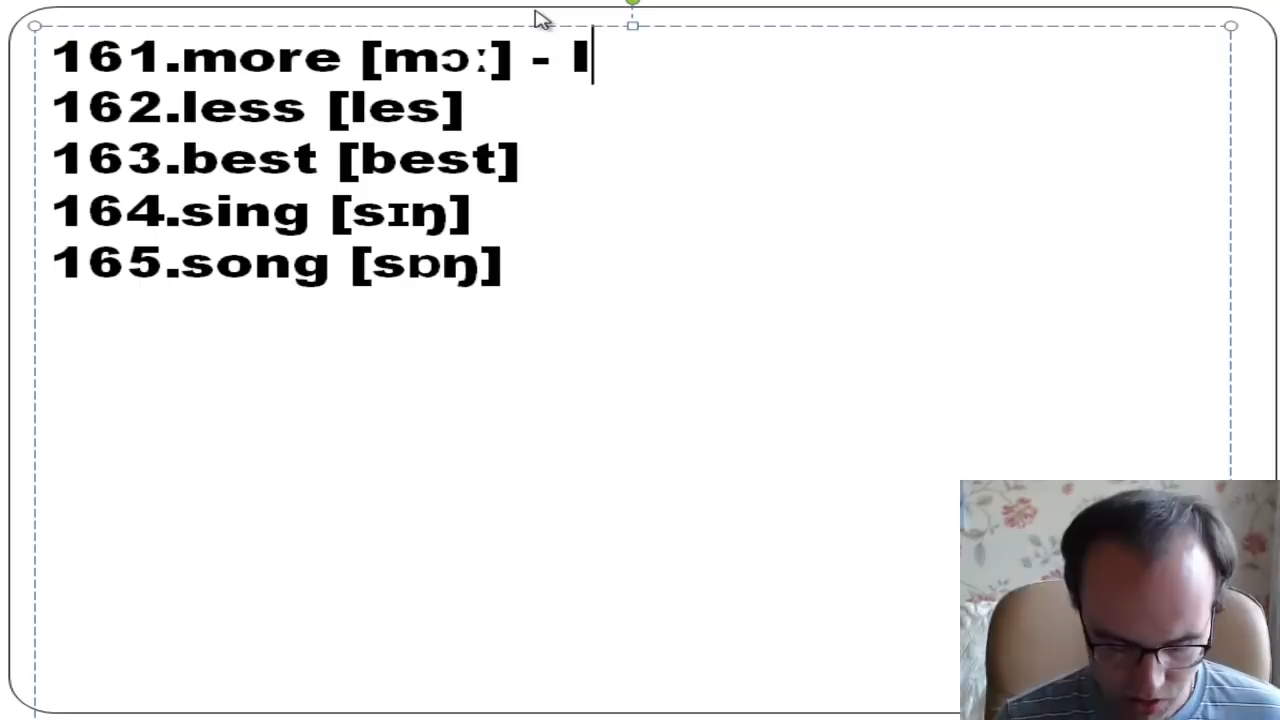 161.more [mɔː] - I
162.less [les]
163.best [best]
164.sing [sɪŋ]
165.song [sɒŋ]